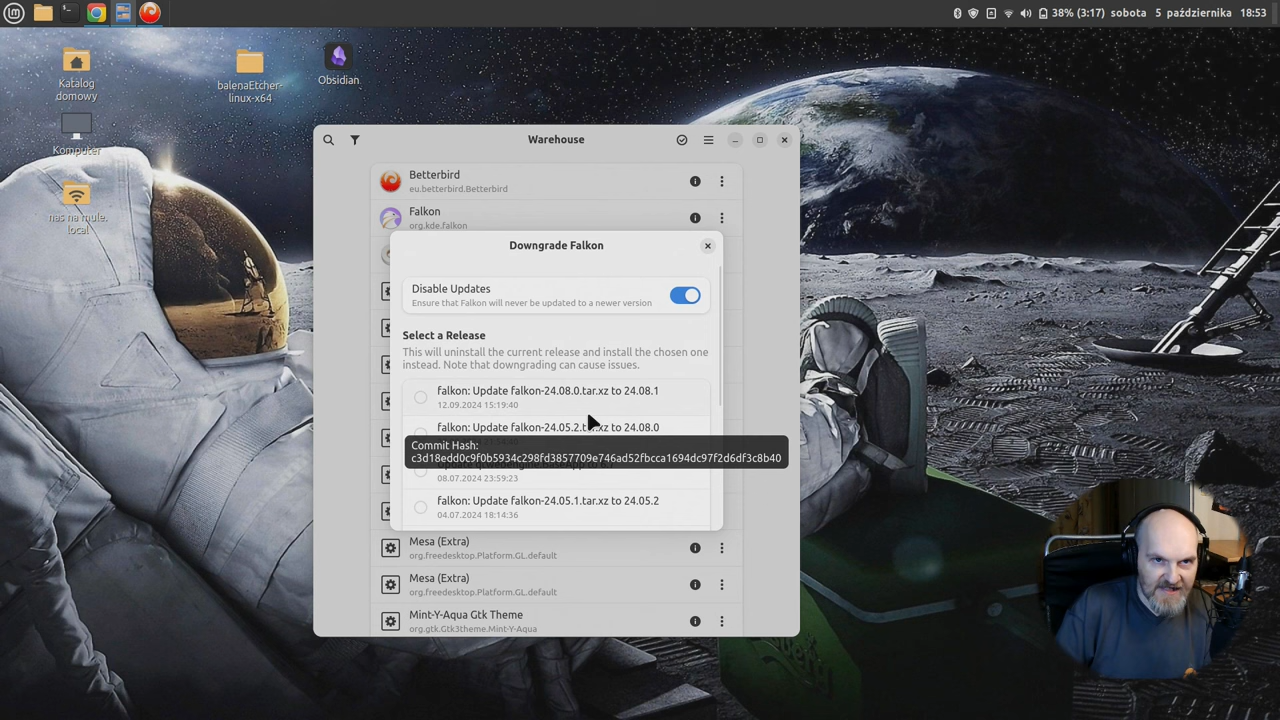 38% (3:17) sobota 5 października 18:53
Katalog
domowy
balenaEtcher-
linux-x64
Obsidian
Komputer
nas na mule.
local
Warehouse
Betterbird
eu.betterbird.Betterbird
Falkon
org.kde.falkon
Downgrade Falkon
Disable Updates
Ensure that Falkon will never be updated to a newer version
Select a Release
This will uninstall the current release and install the chosen one
instead. Note that downgrading can cause issues.
falkon: Update falkon-24.08.0.tar.xz to 24.08.1
12.09.2024 15:19:40
falkon: Update falkon-24.05.2.tar.xz to 24.08.0
Commit Hash:
c3d18edd0c9f0b5934c298fd3857709e746ad52fbcca1694dc97f2d6df3c8b40
08.07.2024 23:59:23
falkon: Update falkon-24.05.1.tar.xz to 24.05.2
04.07.2024 18:14:36
Mesa (Extra)
org.freedesktop.Platform.GL.default
Mesa (Extra)
org.freedesktop.Platform.GL.default
Mint-Y-Aqua Gtk Theme
org.gtk.Gtk3theme.Mint-Y-Aqua